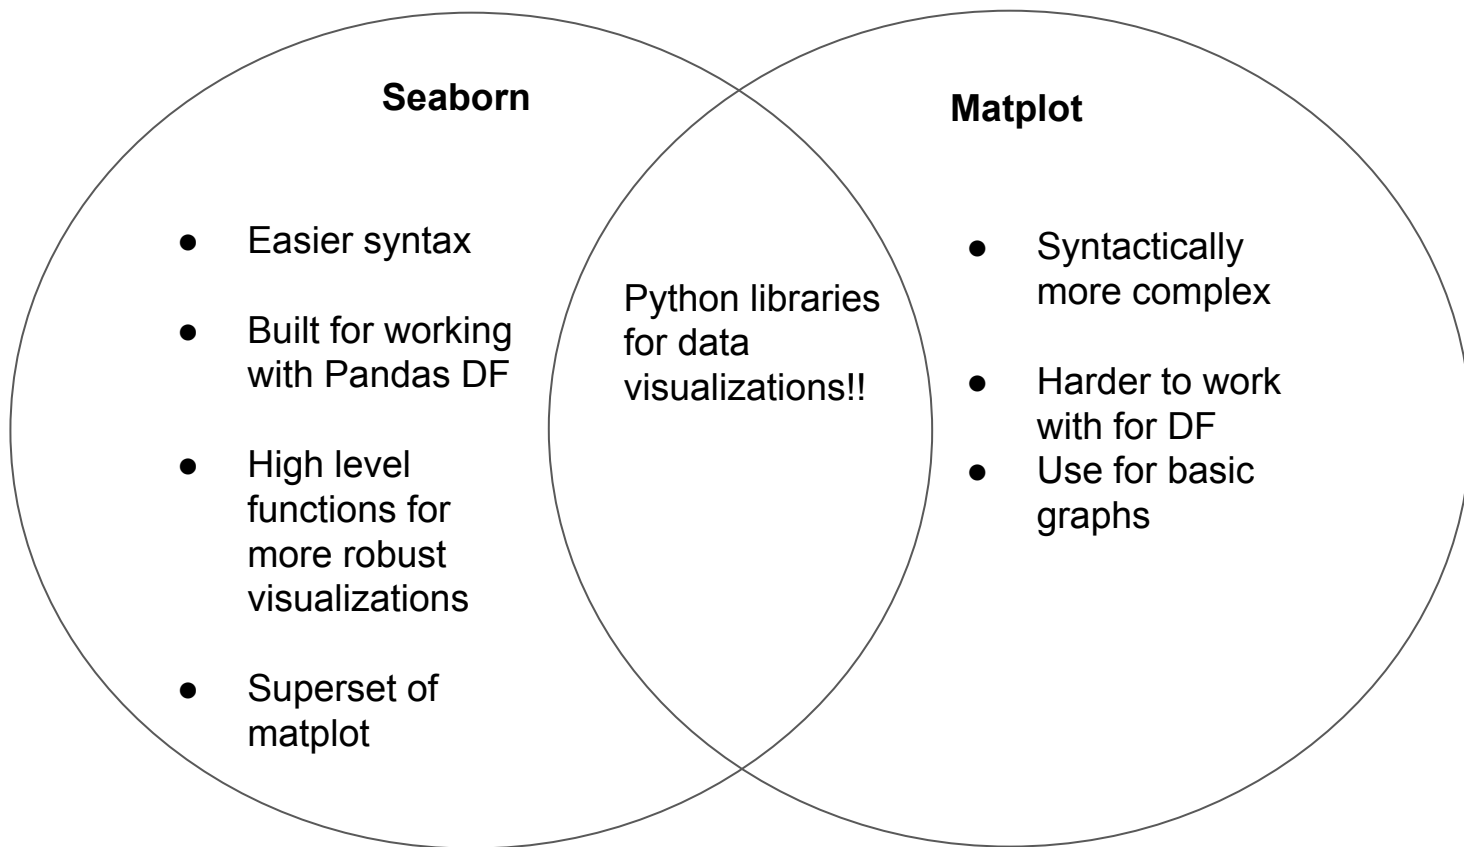 Seaborn
● Easier syntax
● Built for working
with Pandas DF
● High level
functions for
more robust
visualizations
● Superset of
matplot
Python libraries
for data
visualizations!!
Matplot
● Syntactically
more complex
● Harder to work
with for DF
● Use for basic
graphs